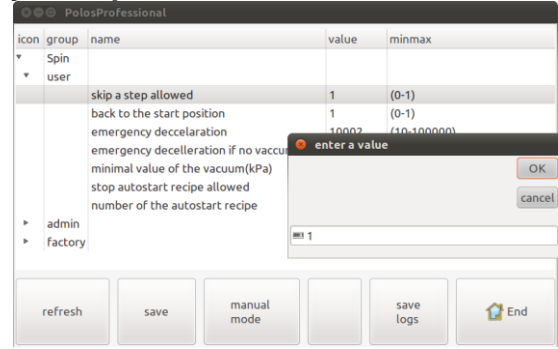 PolosProfessional
icon group name value minmax
Spin
user
skip a step allowed 1 (0-1)
back to the start position 1 (0-1)
emergency deccelaration 10002 (10-100000)
emergency decelleration if no vaccu
minimal value of the vacuum(kPa)
stop autostart recipe allowed
number of the autostart recipe
admin
factory
enter a value
OK
cancel
1
refresh
save
manual
mode
save
logs
End